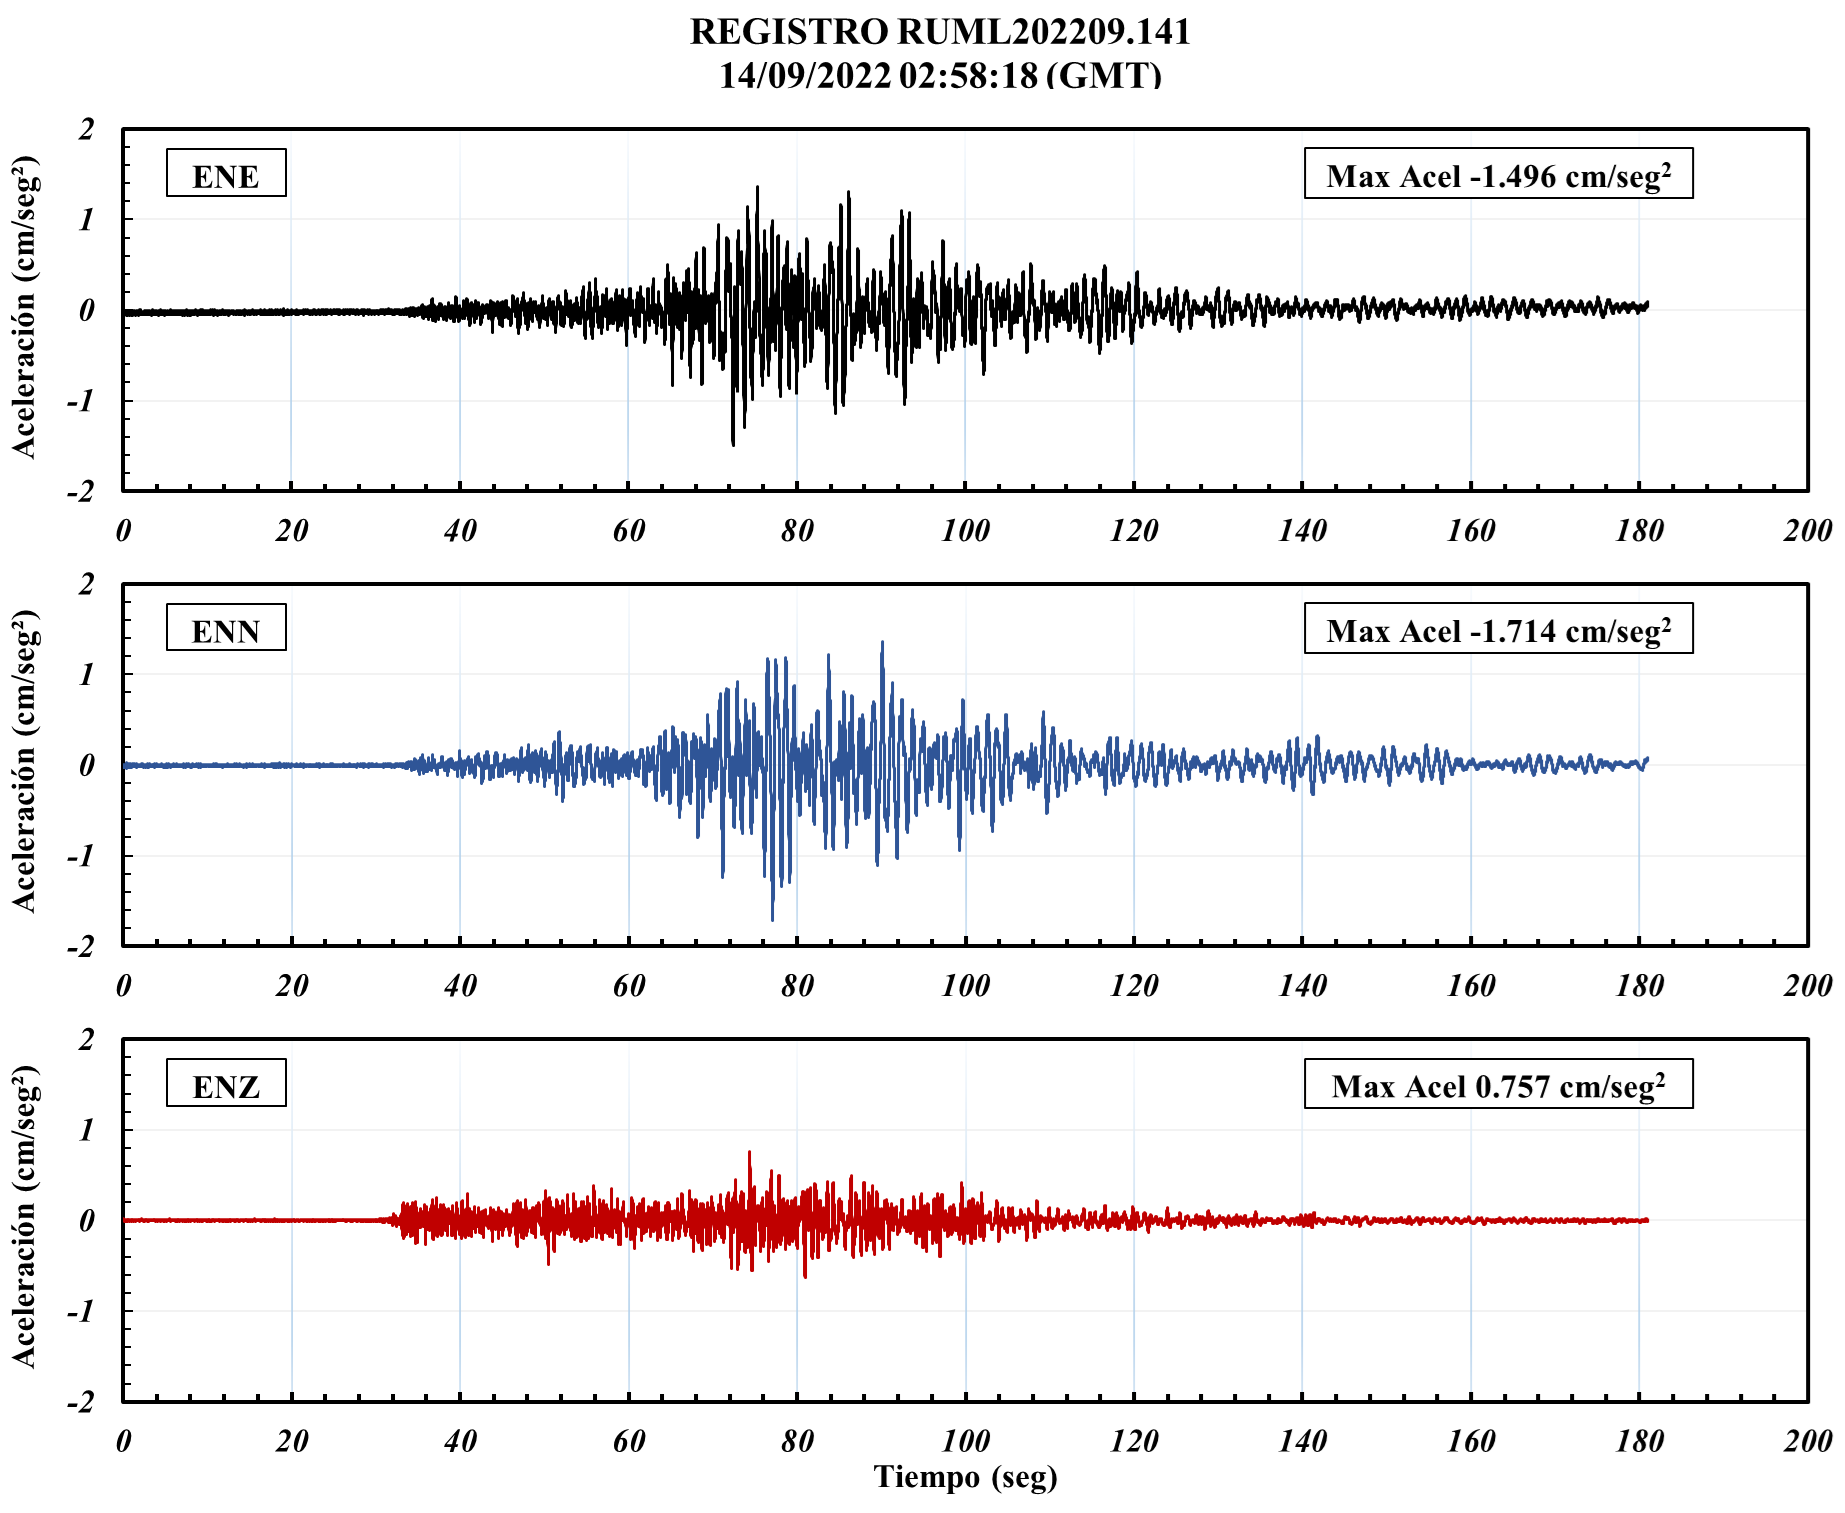 REGISTRO RUML202209.141
14/09/2022 02:58:18 (GMT)
Aceleración (cm/seg²)
2
1
0
-1
-2
ENE
Max Acel -1.496 cm/seg²
0 20 40 60 80 100 120 140 160 180 200
Aceleración (cm/seg²)
2
1
0
-1
-2
ENN
Max Acel -1.714 cm/seg²
0 20 40 60 80 100 120 140 160 180 200
Aceleración (cm/seg²)
2
1
0
-1
-2
ENZ
Max Acel 0.757 cm/seg²
0 20 40 60 80 100 120 140 160 180 200
Tiempo (seg)